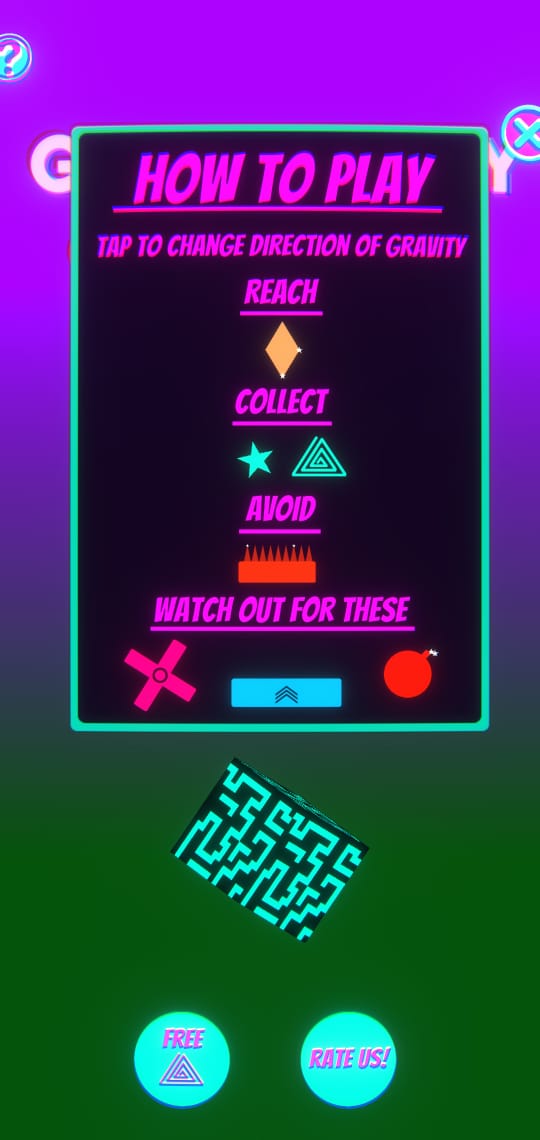 ?
G
Y
HOW TO PLAY
TAP TO CHANGE DIRECTION OF GRAVITY
REACH
COLLECT
AVOID
WATCH OUT FOR THESE
FREE
RATE US!